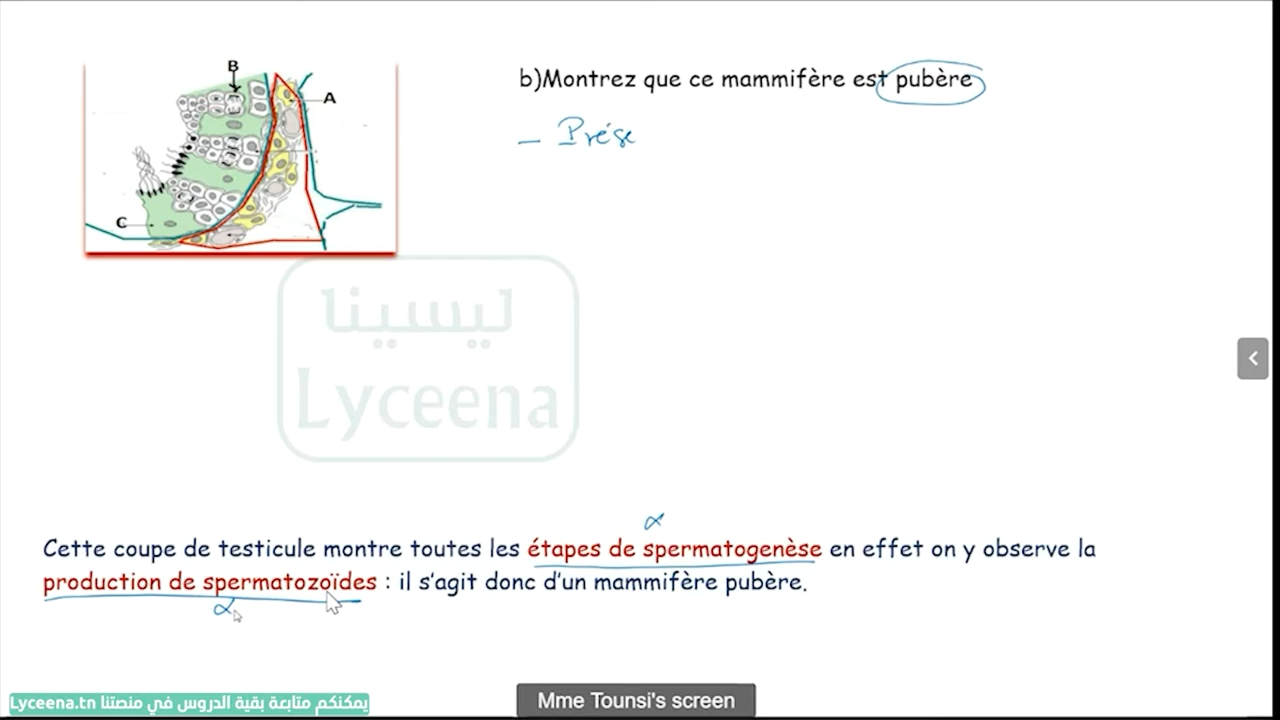 B
A
C
b)Montrez que ce mammifère est pubère
– Prése
ليسينا
Lyceena
α
Cette coupe de testicule montre toutes les étapes de spermatogenèse en effet on y observe la
production de spermatozoïdes : il s'agit donc d'un mammifère pubère.
α
يمكنكم متابعة بقية الدروس في منصتنا Lyceena.tn
Mme Tounsi's screen